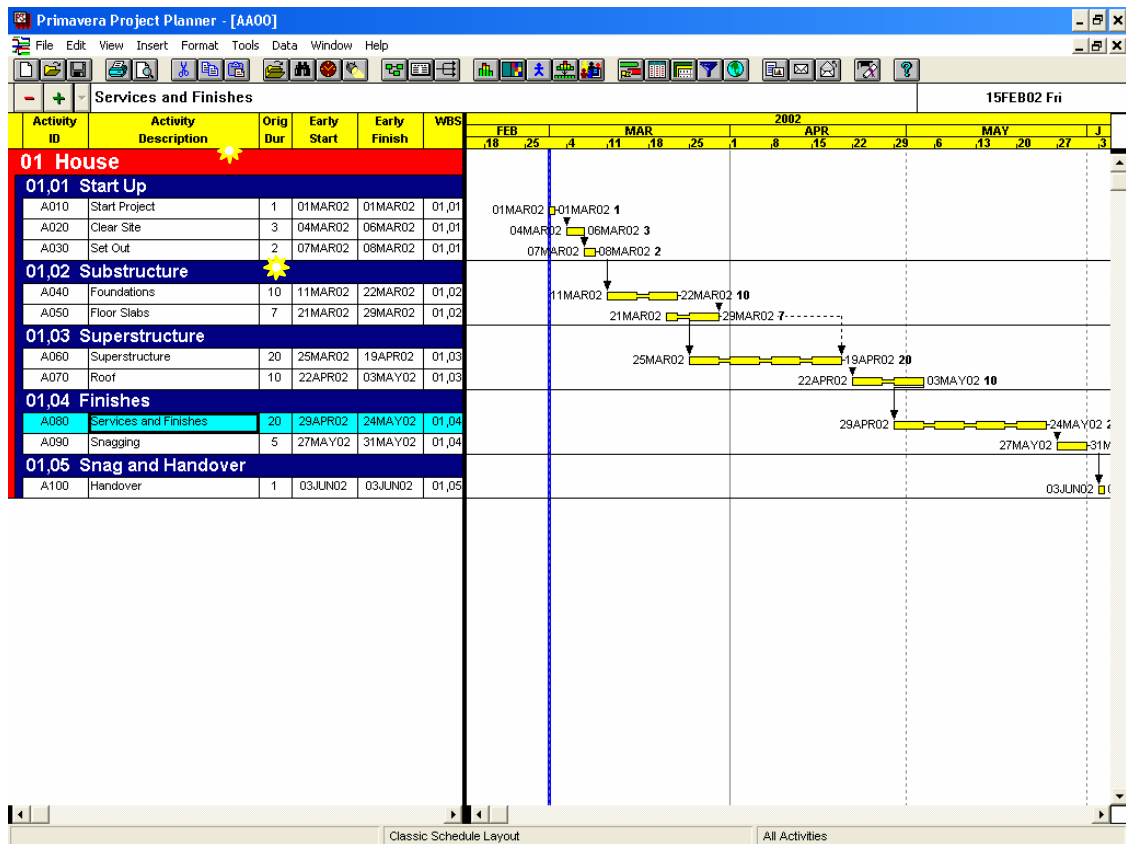 Primavera Project Planner - [AA00]
File Edit View Insert Format Tools Data Window Help
Services and Finishes 15FEB02 Fri
Activity ID Activity Description Orig Dur Early Start Early Finish WBS
2002
FEB MAR APR MAY J
18 25 4 11 18 25 1 8 15 22 29 6 13 20 27 3
01 House
01,01 Start Up
A010 Start Project 1 01MAR02 01MAR02 01,01 01MAR02 01MAR02 1
A020 Clear Site 3 04MAR02 06MAR02 01,01 04MAR02 06MAR02 3
A030 Set Out 2 07MAR02 08MAR02 01,01 07MAR02 08MAR02 2
01,02 Substructure
A040 Foundations 10 11MAR02 22MAR02 01,02 11MAR02 22MAR02 10
A050 Floor Slabs 7 21MAR02 29MAR02 01,02 21MAR02 29MAR02 7
01,03 Superstructure
A060 Superstructure 20 25MAR02 19APR02 01,03 25MAR02 19APR02 20
A070 Roof 10 22APR02 03MAY02 01,03 22APR02 03MAY02 10
01,04 Finishes
A080 Services and Finishes 20 29APR02 24MAY02 01,04 29APR02 24MAY02 2
A090 Snagging 5 27MAY02 31MAY02 01,04 27MAY02 31M
01,05 Snag and Handover
A100 Handover 1 03JUN02 03JUN02 01,05 03JUN02
Classic Schedule Layout All Activities